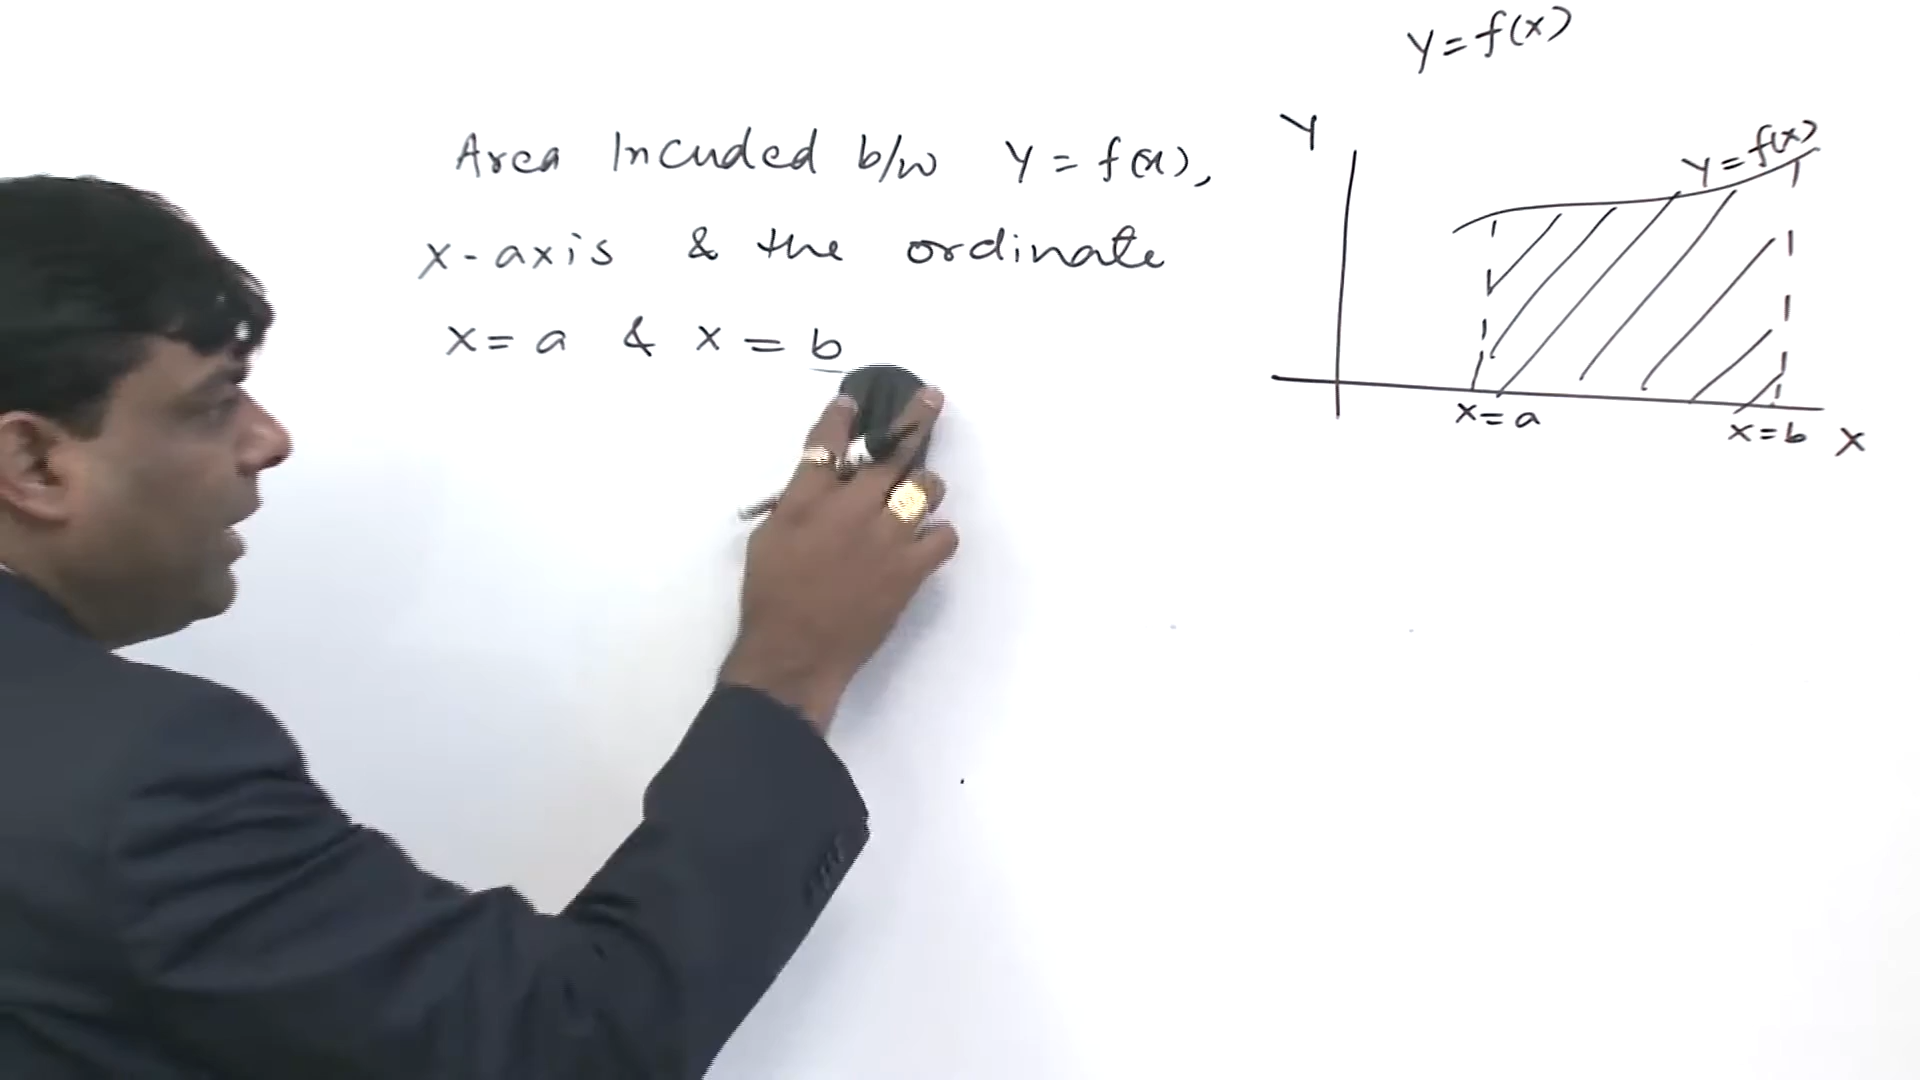 Y = f(x)
Area Incuded b/w Y = f(x),
x-axis & the ordinate
x = a & x = b
Y
Y = f(x)
x = a
x = b X